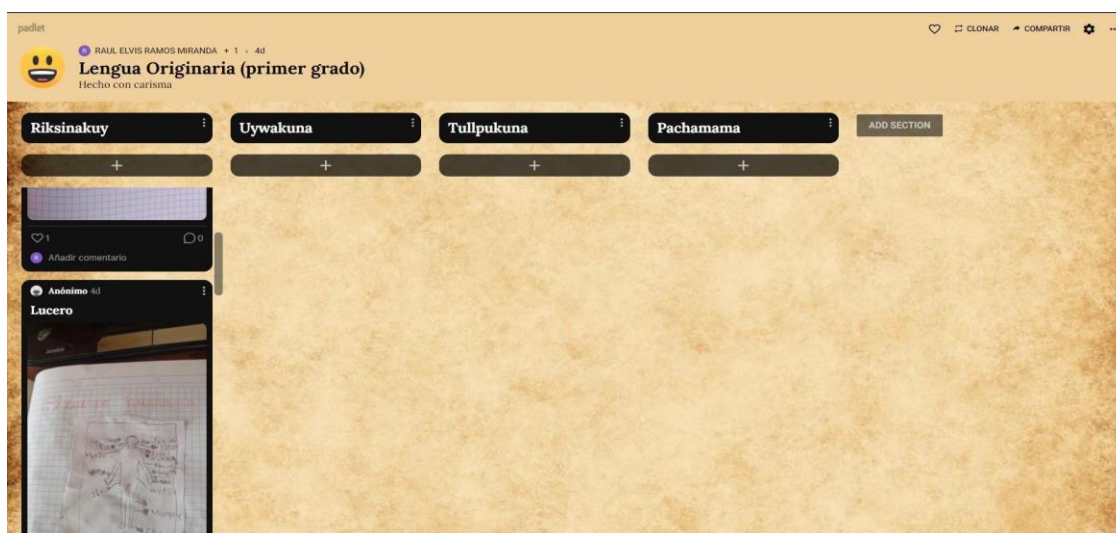 padlet
CLONAR COMPARTIR
R RAUL ELVIS RAMOS MIRANDA + 1 · 4d
Lengua Originaria (primer grado)
Hecho con carisma
Riksinakuy Uywakuna Tullpukuna Pachamama ADD SECTION
+ + + +
1 0
R Añadir comentario
Anónimo 4d
Lucero